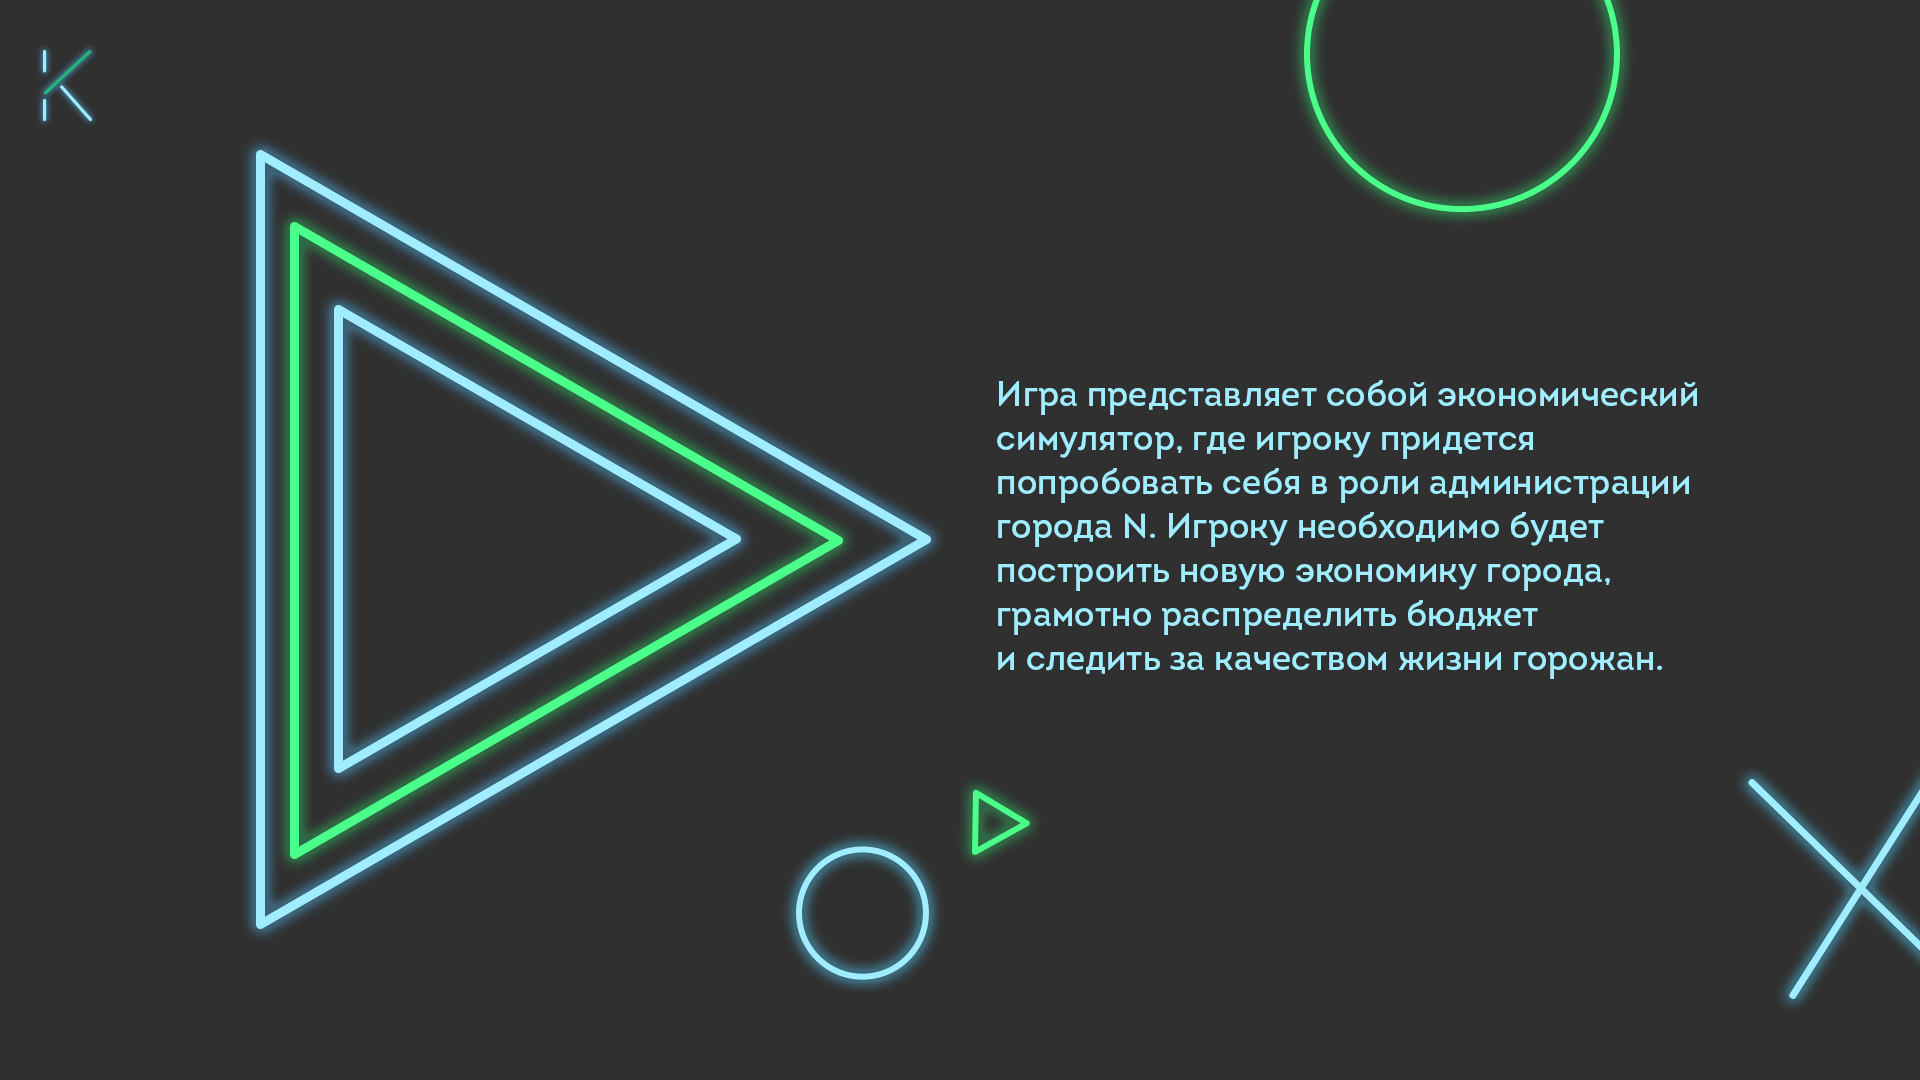 K
Игра представляет собой экономический
симулятор, где игроку придется
попробовать себя в роли администрации
города N. Игроку необходимо будет
построить новую экономику города,
грамотно распределить бюджет
и следить за качеством жизни горожан.